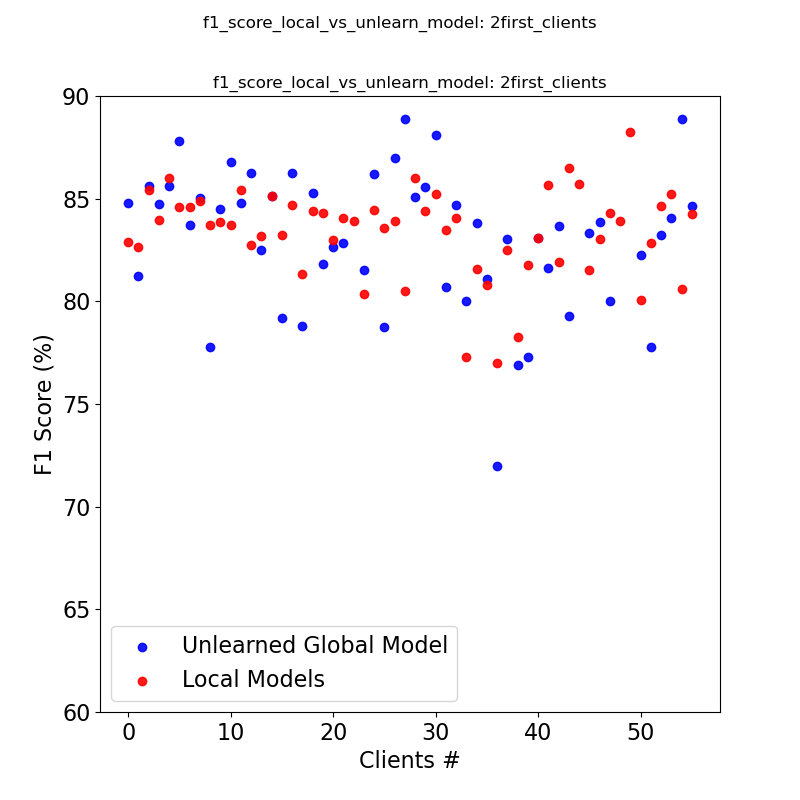 f1_score_local_vs_unlearn_model: 2first_clients
f1_score_local_vs_unlearn_model: 2first_clients
90
85
80
75
70
65
60
F1 Score (%)
Unlearned Global Model
Local Models
0 10 20 30 40 50
Clients #